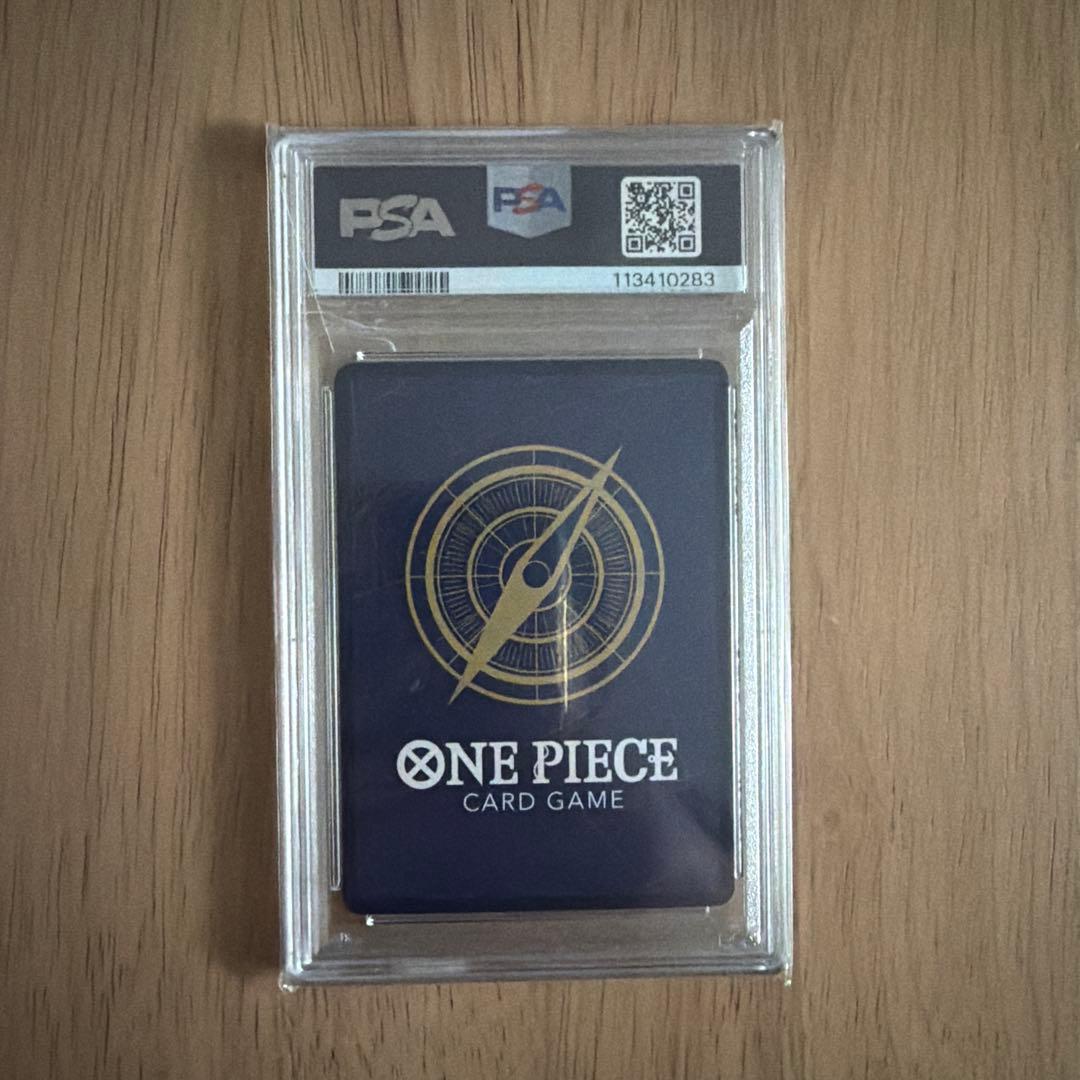 PSA
PSA
113410283
ONE PIECE
CARD GAME